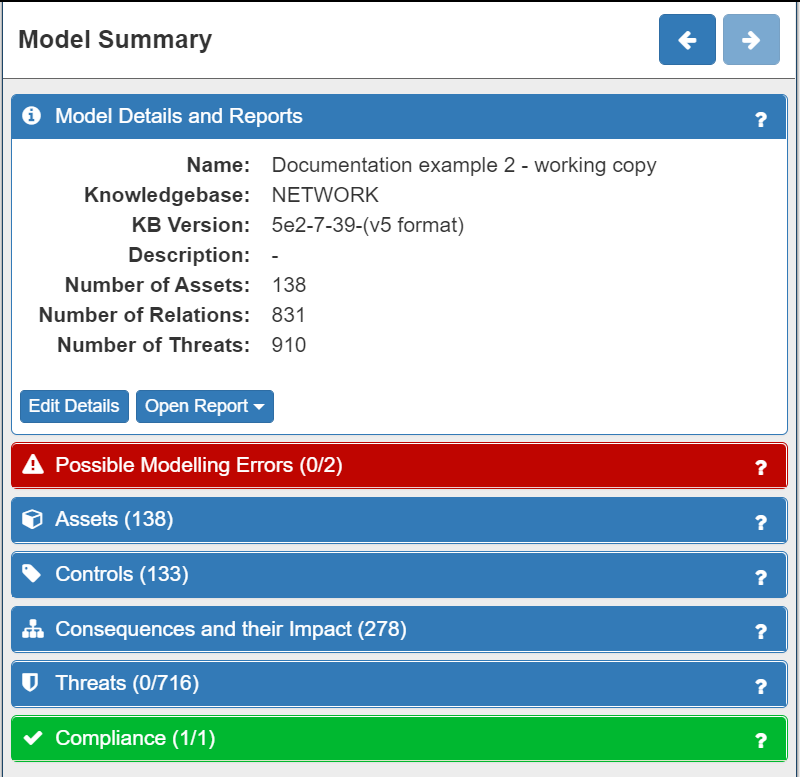 Model Summary
Model Details and Reports ?
Name: Documentation example 2 - working copy
Knowledgebase: NETWORK
KB Version: 5e2-7-39-(v5 format)
Description: -
Number of Assets: 138
Number of Relations: 831
Number of Threats: 910
Edit Details Open Report
Possible Modelling Errors (0/2) ?
Assets (138) ?
Controls (133) ?
Consequences and their Impact (278) ?
Threats (0/716) ?
Compliance (1/1) ?